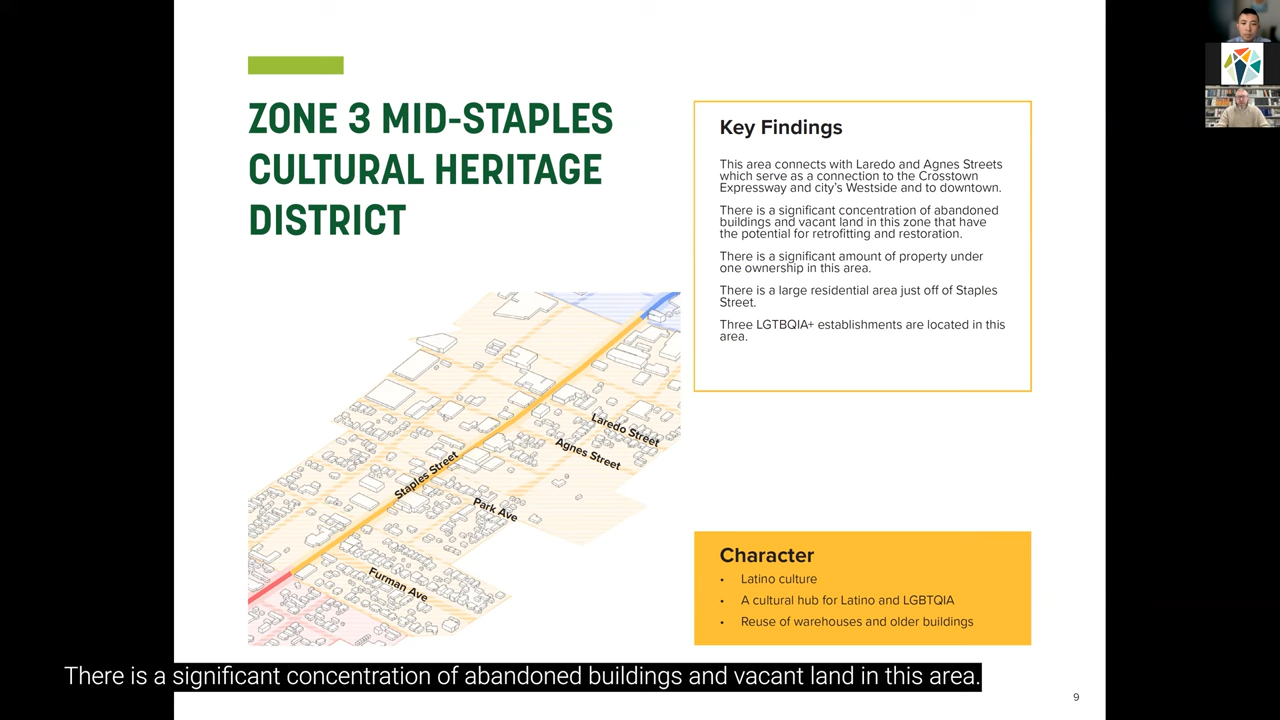 ZONE 3 MID-STAPLES
CULTURAL HERITAGE
DISTRICT
Key Findings
This area connects with Laredo and Agnes Streets
which serve as a connection to the Crosstown
Expressway and city's Westside and to downtown.
There is a significant concentration of abandoned
buildings and vacant land in this zone that have
the potential for retrofitting and restoration.
There is a significant amount of property under
one ownership in this area.
There is a large residential area just off of Staples
Street.
Three LGTBQIA+ establishments are located in this
area.
Laredo Street
Agnes Street
Staples Street
Park Ave
Furman Ave
Character
• Latino culture
• A cultural hub for Latino and LGBTQIA
• Reuse of warehouses and older buildings
There is a significant concentration of abandoned buildings and vacant land in this area.
9